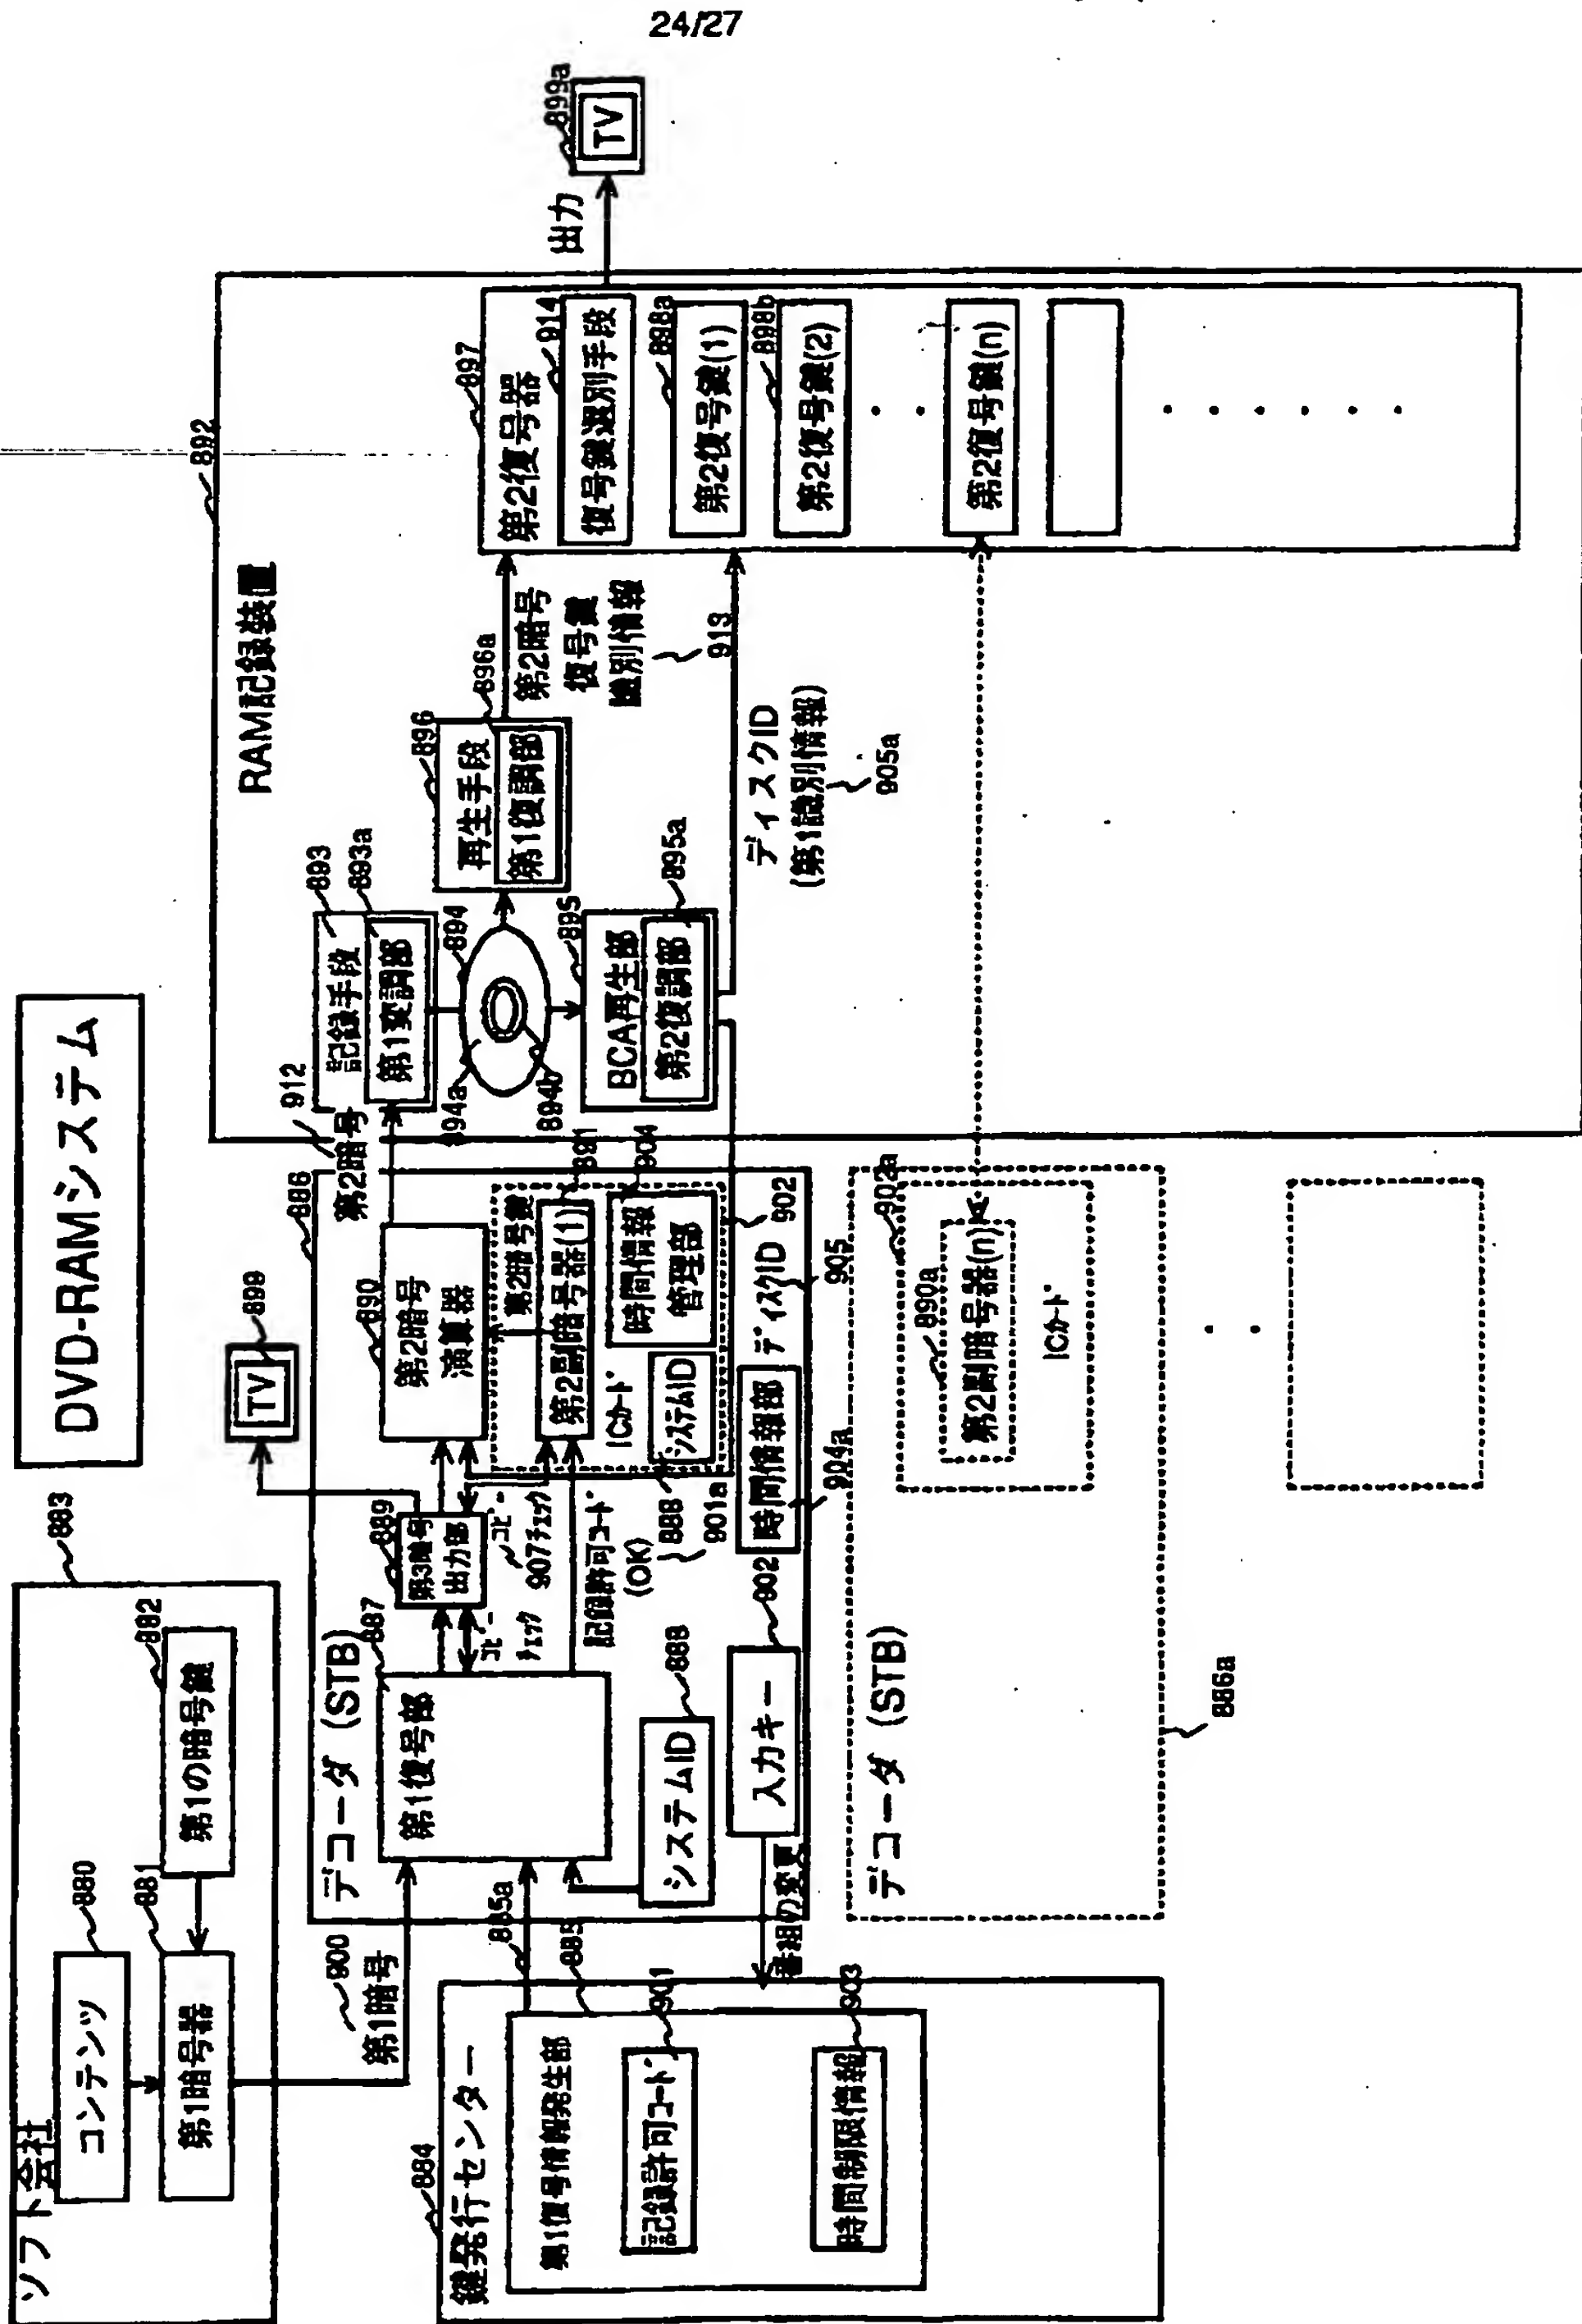 24/27
DVD-RAMシステム
ソフト会社
883
コンテンツ
880
第1暗号器
881
第1の暗号鍵
882
900
第1暗号
鍵発行センター
884
第1復号情報発生部
885
885a
記録許可コード
901
時間制限情報
903
番組の変更
デコーダ (STB)
886
第1復号部
887
システムID
888
入力キー
902
コピー
チェック
第3暗号
出力部
889
コピー
907チェック
記録許可コード
(OK)
888
901a
TV
899
第2暗号
演算器
890
第2暗号鍵
第2副暗号器(1)
891
ICカード
システムID
時間情報
管理部
904
902
時間情報部
904a
ディスクID
905
第2暗号
912
デコーダ (STB)
886a
902a
890a
第2副暗号器(n)
ICカード
RAM記録装置
892
記録手段
893
第1変調部
893a
894
894a
894b
BCA再生部
895
第2復調部
895a
再生手段
896
第1復調部
896a
第2暗号
復号鍵
識別情報
913
ディスクID
(第1識別情報)
905a
第2復号器
897
復号鍵選別手段
914
第2復号鍵(1)
898a
第2復号鍵(2)
898b
第2復号鍵(n)
出力
TV
899a